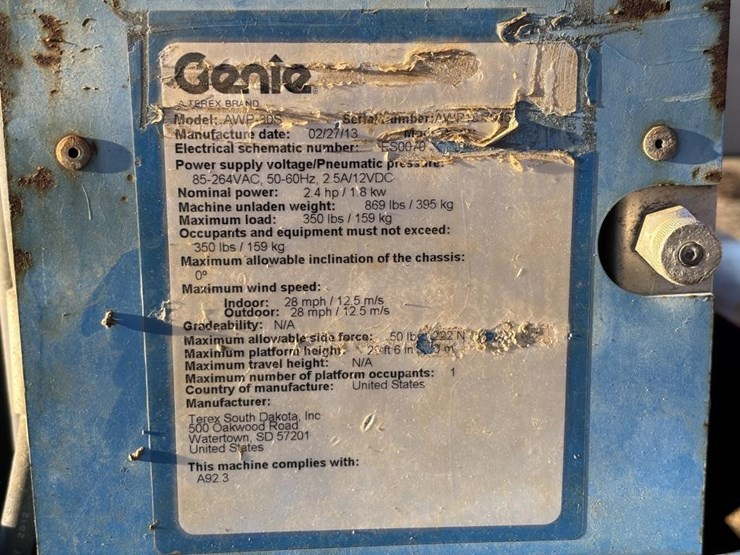 Genie
A TEREX BRAND
Model: AWP-30S Serial
Manufacture date: 02/27/13
Electrical schematic number:
Power supply voltage/Pneumatic pressure:
85-264VAC, 50-60Hz, 2.5A/12VDC
Nominal power: 2.4 hp / 1.8 kw
Machine unladen weight: 869 lbs / 395 kg
Maximum load: 350 lbs / 159 kg
Occupants and equipment must not exceed:
350 lbs / 159 kg
Maximum allowable inclination of the chassis:
0º
Maximum wind speed:
Indoor: 28 mph / 12.5 m/s
Outdoor: 28 mph / 12.5 m/s
Gradeability: N/A
Maximum allowable side force: 50 222 N
Maximum platform height: 6 in
Maximum travel height: N/A
Maximum number of platform occupants: 1
Country of manufacture: United States
Manufacturer:
Terex South Dakota, Inc
500 Oakwood Road
Watertown, SD 57201
United States
This machine complies with:
A92.3